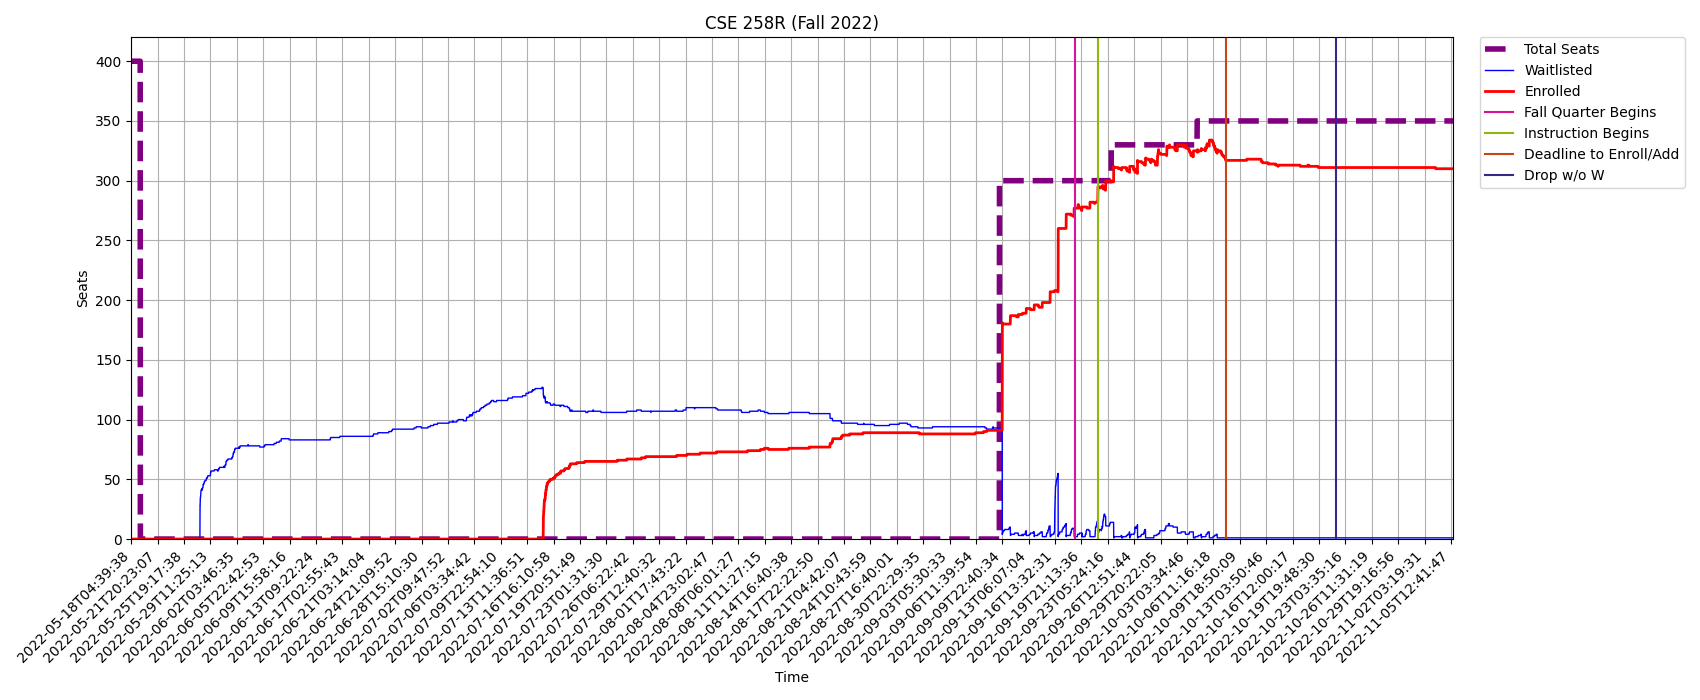 CSE 258R (Fall 2022)
Total Seats
Waitlisted
Enrolled
Fall Quarter Begins
Instruction Begins
Deadline to Enroll/Add
Drop w/o W
Seats
400
350
300
250
200
150
100
50
0
2022-05-18T04:39:38
2022-05-21T20:23:07
2022-05-25T19:17:38
2022-05-29T11:25:13
2022-06-02T03:46:35
2022-06-05T22:42:53
2022-06-09T15:58:16
2022-06-13T09:22:24
2022-06-17T02:55:43
2022-06-21T03:14:04
2022-06-24T21:09:52
2022-06-28T15:10:30
2022-07-02T09:47:52
2022-07-06T03:34:42
2022-07-09T22:54:10
2022-07-13T11:36:51
2022-07-16T16:10:58
2022-07-19T20:51:49
2022-07-23T01:31:30
2022-07-26T06:22:42
2022-07-29T12:40:32
2022-08-01T17:43:22
2022-08-04T23:02:47
2022-08-08T06:01:27
2022-08-11T11:27:15
2022-08-14T16:40:38
2022-08-17T22:22:50
2022-08-21T04:42:07
2022-08-24T10:43:59
2022-08-27T16:40:01
2022-08-30T22:29:35
2022-09-03T05:30:33
2022-09-06T11:39:54
2022-09-09T22:40:34
2022-09-13T06:07:04
2022-09-16T13:32:31
2022-09-19T21:13:36
2022-09-23T05:24:16
2022-09-26T12:51:44
2022-09-29T20:22:05
2022-10-03T03:34:46
2022-10-06T11:16:18
2022-10-09T18:50:09
2022-10-13T03:50:46
2022-10-16T12:00:17
2022-10-19T19:48:30
2022-10-23T03:35:16
2022-10-26T11:31:19
2022-10-29T19:16:56
2022-11-02T03:19:31
2022-11-05T12:41:47
Time